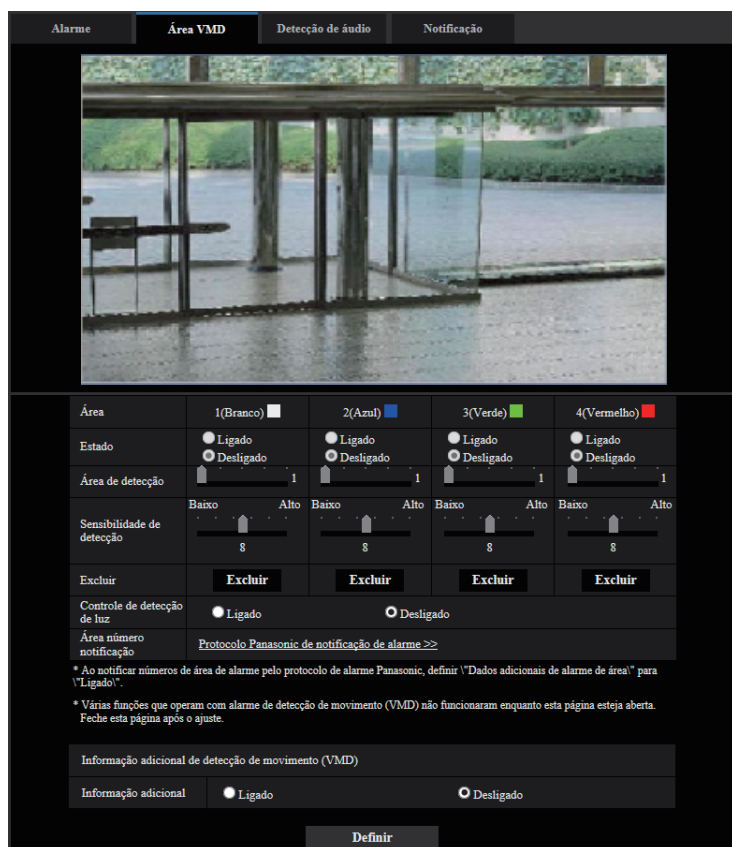 Alarme Área VMD Detecção de áudio Notificação
Área 1(Branco) 2(Azul) 3(Verde) 4(Vermelho)
Estado Ligado Ligado Ligado Ligado
Desligado Desligado Desligado Desligado
Área de detecção 1 1 1 1
Baixo Alto Baixo Alto Baixo Alto Baixo Alto
Sensibilidade de
detecção
8 8 8 8
Excluir Excluir Excluir Excluir Excluir
Controle de detecção
de luz
Ligado Desligado
Área número
notificação
Protocolo Panasonic de notificação de alarme >>
* Ao notificar números de área de alarme pelo protocolo de alarme Panasonic, definir \"Dados adicionais de alarme de área\" para
\"Ligado\".
* Várias funções que operam com alarme de detecção de movimento (VMD) não funcionaram enquanto esta página esteja aberta.
Feche esta página após o ajuste.
Informação adicional de detecção de movimento (VMD)
Informação adicional Ligado Desligado
Definir